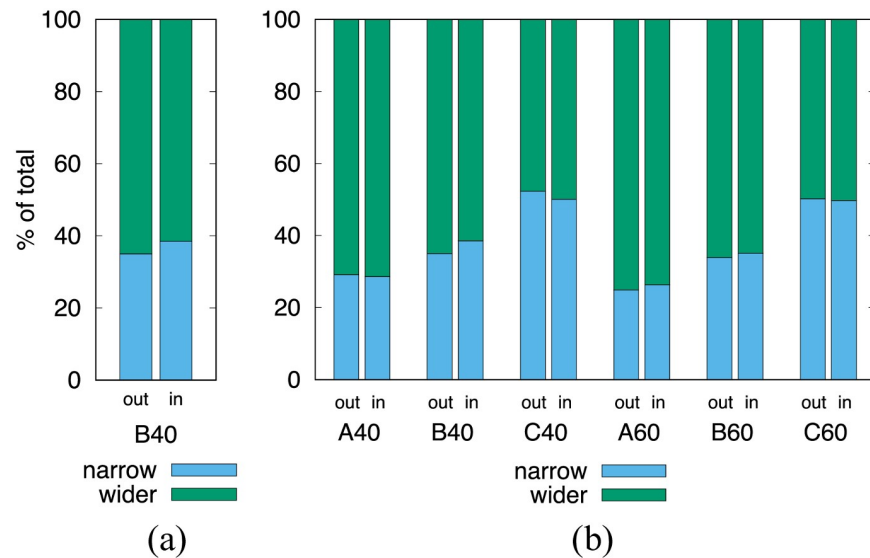 % of total
100
80
60
40
20
0
out in
B40
narrow
wider
(a)
100
80
60
40
20
0
out in out in out in out in out in out in
A40 B40 C40 A60 B60 C60
narrow
wider
(b)